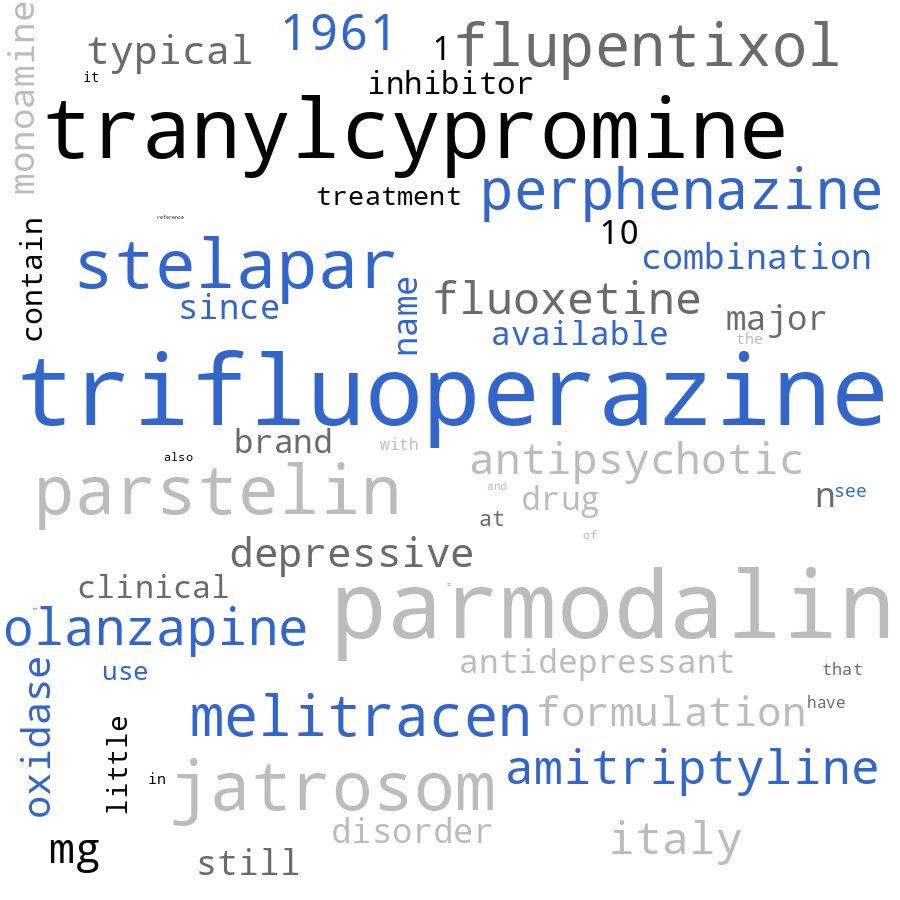 monoamine
typical
1961
1
flupentixol
it
inhibitor
tranylcypromine
treatment
perphenazine
reference
contain
10
stelapar
combination
since
name
fluoxetine
available
major
the
trifluoperazine
brand
with
also
antipsychotic
parstelin
and
drug
n
see
at
of
depressive
clinical
parmodalin
olanzapine
oxidase
use
antidepressant
that
melitracen
formulation
have
little
in
jatrosom
amitriptyline
disorder
italy
mg
still